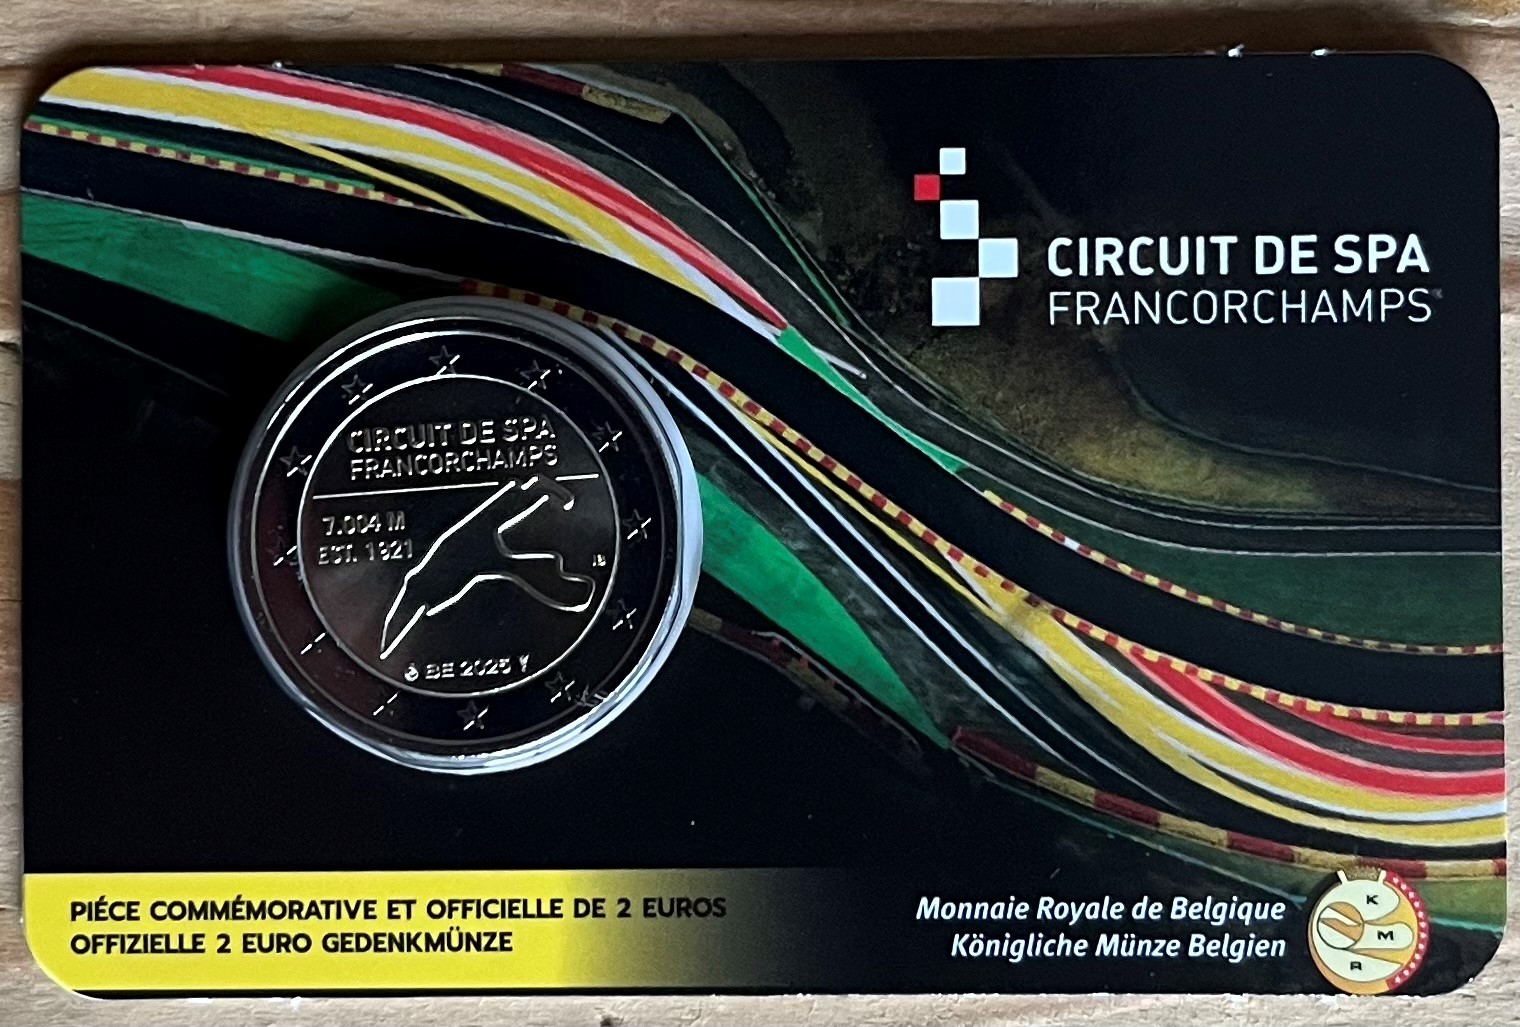 CIRCUIT DE SPA
FRANCORCHAMPS
CIRCUIT DE SPA
FRANCORCHAMPS
7.004 M
EST. 1921
BE 2025
PIÉCE COMMÉMORATIVE ET OFFICIELLE DE 2 EUROS
OFFIZIELLE 2 EURO GEDENKMÜNZE
Monnaie Royale de Belgique
Königliche Münze Belgien
K
M
R